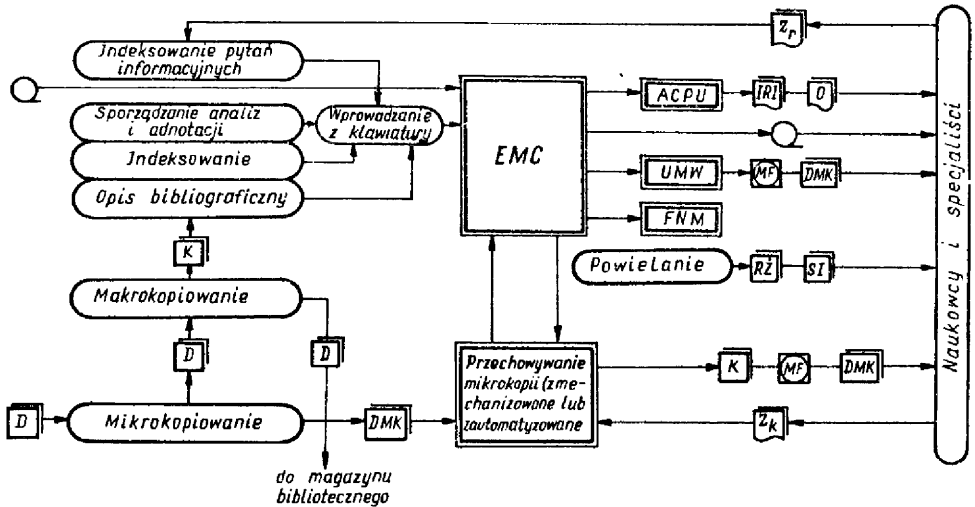 Zr
Indeksowanie pytań
informacyjnych
Sporządzanie analiz
i adnotacji
Wprowadzanie
z klawiatury
Indeksowanie
Opis bibliograficzny
EMC
ACPU
IRI
O
UMW
MF
DMK
FNM
K
Powielanie
RŻ
SI
Makrokopiowanie
D
D
Przechowywanie
mikrokopii (zme-
chanizowane lub
zautomatyzowane
K
MF
DMK
D
Mikrokopiowanie
DMK
Zk
do magazynu
bibliotecznego
Naukowcy i specjaliści